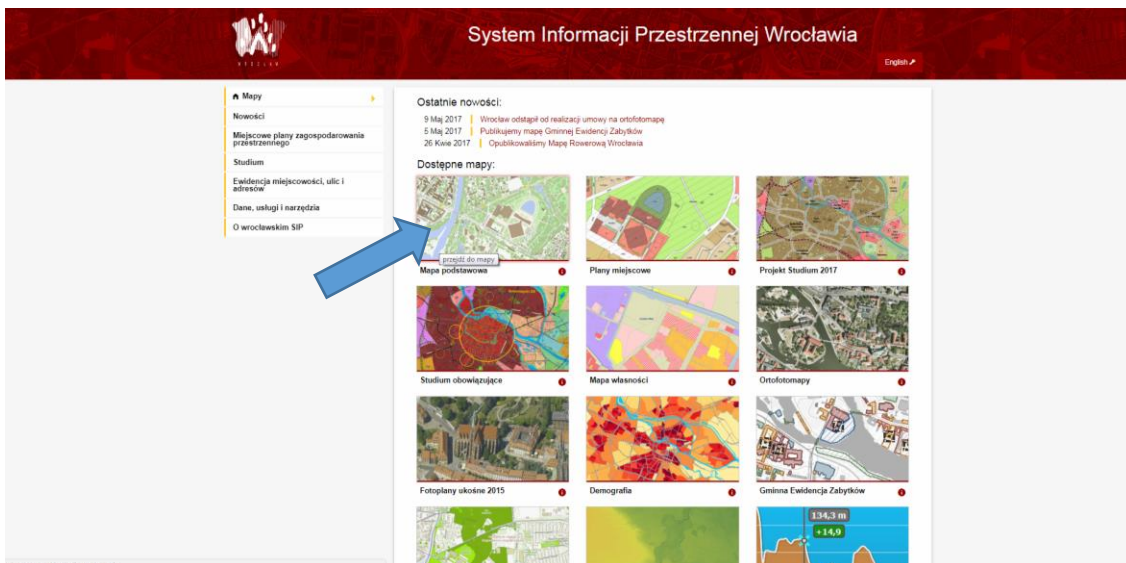 System Informacji Przestrzennej Wrocławia
WROCŁAW
English
Mapy
Nowości
Miejscowe plany zagospodarowania
przestrzennego
Studium
Ewidencja miejscowości, ulic i
adresów
Dane, usługi i narzędzia
O wrocławskim SIP
Ostatnie nowości:
9 Maj 2017 Wrocław odstąpił od realizacji umowy na ortofotomapę
5 Maj 2017 Publikujemy mapę Gminnej Ewidencji Zabytków
26 Kwie 2017 Opublikowaliśmy Mapę Rowerową Wrocławia
Dostępne mapy:
przejdź do mapy
Mapa podstawowa
Plany miejscowe
Projekt Studium 2017
Studium obowiązujące
Mapa własności
Ortofotomapy
Fotoplany ukośne 2015
Demografia
Gminna Ewidencja Zabytków
134,3 m
+14,9